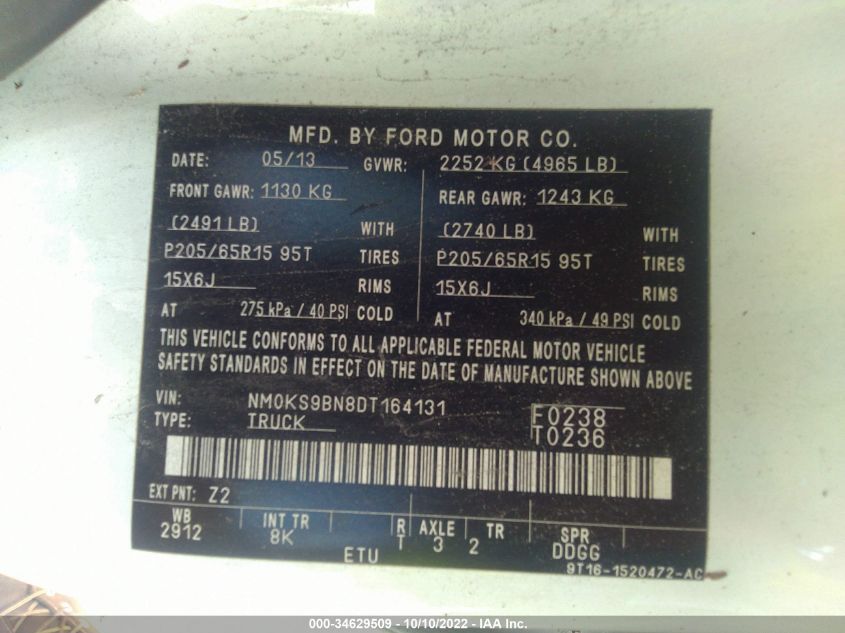 MFD. BY FORD MOTOR CO.
DATE: 05/13 GVWR: 2252 KG (4965 LB)
FRONT GAWR: 1130 KG REAR GAWR: 1243 KG
(2491 LB) WITH (2740 LB) WITH
P205/65R15 95T TIRES P205/65R15 95T TIRES
15X6J RIMS 15X6J RIMS
AT 275 kPa / 40 PSI COLD AT 340 kPa / 49 PSI COLD
THIS VEHICLE CONFORMS TO ALL APPLICABLE FEDERAL MOTOR VEHICLE
SAFETY STANDARDS IN EFFECT ON THE DATE OF MANUFACTURE SHOWN ABOVE
VIN: NM0KS9BN8DT164131 F0238
TYPE: TRUCK T0236
EXT PNT: Z2
WB INT TR R AXLE TR SPR
2912 8K T 3 2 DDGG
ETU 9T16-1520472-AC
000-34629509 - 10/10/2022 - IAA Inc.